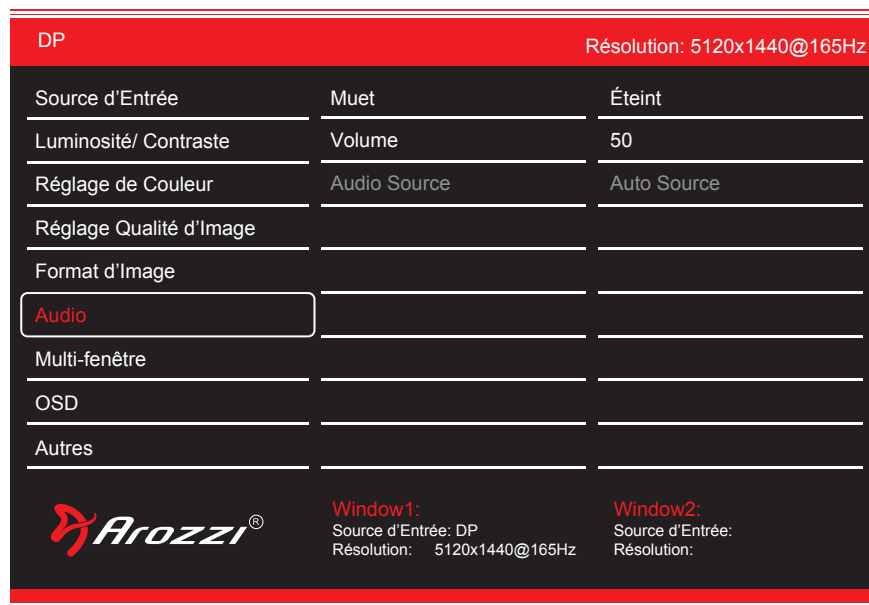 DP
Résolution: 5120x1440@165Hz
Source d’Entrée Muet Éteint
Luminosité/ Contraste Volume 50
Réglage de Couleur Audio Source Auto Source
Réglage Qualité d’Image
Format d’Image
Audio
Multi-fenêtre
OSD
Autres
Arozzi®
Window1:
Source d’Entrée: DP
Résolution: 5120x1440@165Hz
Window2:
Source d’Entrée:
Résolution: